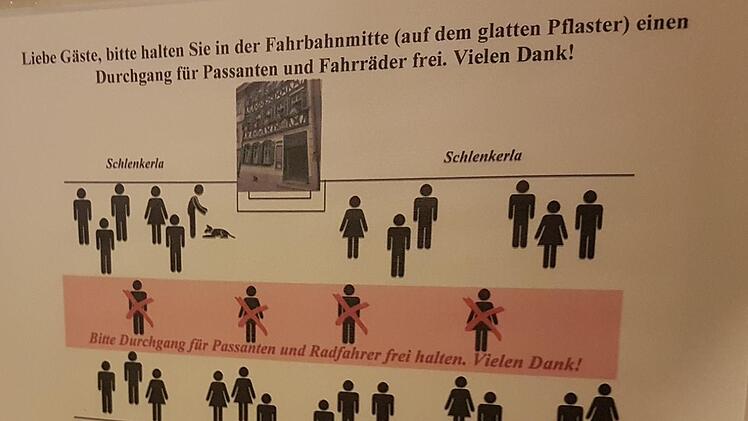 Liebe Gäste, bitte halten Sie in der Fahrbahnmitte (auf dem glatten Pflaster) einen
Durchgang für Passanten und Fahrräder frei. Vielen Dank!
Schlenkerla
Schlenkerla
Bitte Durchgang für Passanten und Radfahrer frei halten. Vielen Dank!